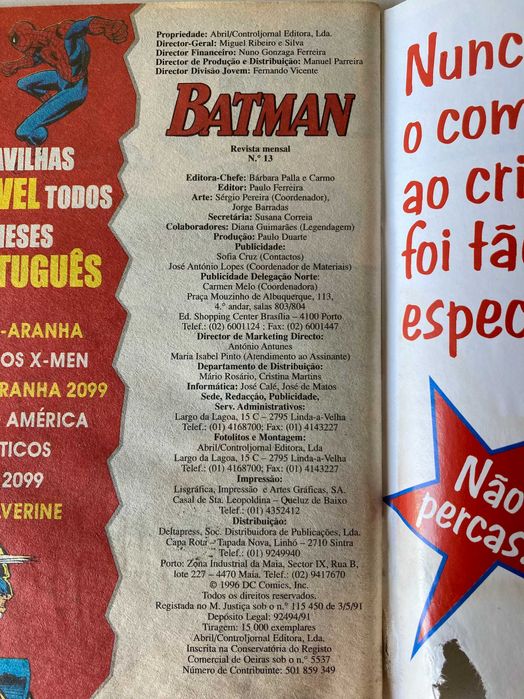 AVILHAS
VEL TODOS
MESES
TUGUÊS
-ARANHA
OS X-MEN
ARANHA 2099
AMÉRICA
TICOS
2099
VERINE
Propriedade: Abril/Controljornal Editora, Lda.
Director-Geral: Miguel Ribeiro e Silva
Director Financeiro: Nuno Gonzaga Ferreira
Director de Produção e Distribuição: Manuel Parreira
Director Divisão Jovem: Fernando Vicente
BATMAN
Revista mensal
N.º 13
Editora-Chefe: Bárbara Palla e Carmo
Editor: Paulo Ferreira
Arte: Sérgio Pereira (Coordenador),
Jorge Barradas
Secretária: Susana Correia
Colaboradores: Diana Guimarães (Legendagem)
Produção: Paulo Duarte
Publicidade:
Sofia Cruz (Contactos)
José António Lopes (Coordenador de Materiais)
Publicidade Delegação Norte:
Carmen Melo (Coordenadora)
Praça Mouzinho de Albuquerque, 113,
4.º andar, salas 803/804
Ed. Shopping Center Brasília – 4100 Porto
Telef.: (02) 6001124 ; Fax: (02) 6001447
Director de Marketing Directo:
António Antunes
Maria Isabel Pinto (Atendimento ao Assinante)
Departamento de Distribuição:
Mário Rosário, Cristina Martins
Informática: José Calé, José de Matos
Sede, Redacção, Publicidade,
Serv. Administrativos:
Largo da Lagoa, 15 C – 2795 Linda-a-Velha
Telef.: (01) 4168700; Fax: (01) 4143227
Fotolitos e Montagem:
Abril/Controljornal Editora, Lda
Largo da Lagoa, 15 C – 2795 Linda-a-Velha
Telef.: (01) 4168700; Fax: (01) 4143227
Impressão:
Lisgráfica, Impressão e Artes Gráficas, SA.
Casal de Sta. Leopoldina – Queluz de Baixo
Telef.: (01) 4352412
Distribuição:
Deltapress, Soc. Distribuidora de Publicações, Lda.
Capa Rota – Tapada Nova, Linhó – 2710 Sintra
Telef.: (01) 9249940
Porto: Zona Industrial da Maia, Sector IX, Rua B,
lote 227 – 4470 Maia. Telef.: (02) 9417670
© 1996 DC Comics, Inc.
Todos os direitos reservados.
Registada no M. Justiça sob o n.º 115 450 de 3/5/91
Depósito Legal: 92494/91
Tiragem: 15 000 exemplares
Abril/Controljornal Editora, Lda.
Inscrita na Conservatória do Registo
Comercial de Oeiras sob o n.º 5537
Número de Contribuinte: 501 859 349
Nunc
o com
ao cri
foi tã
espec
Não
percas